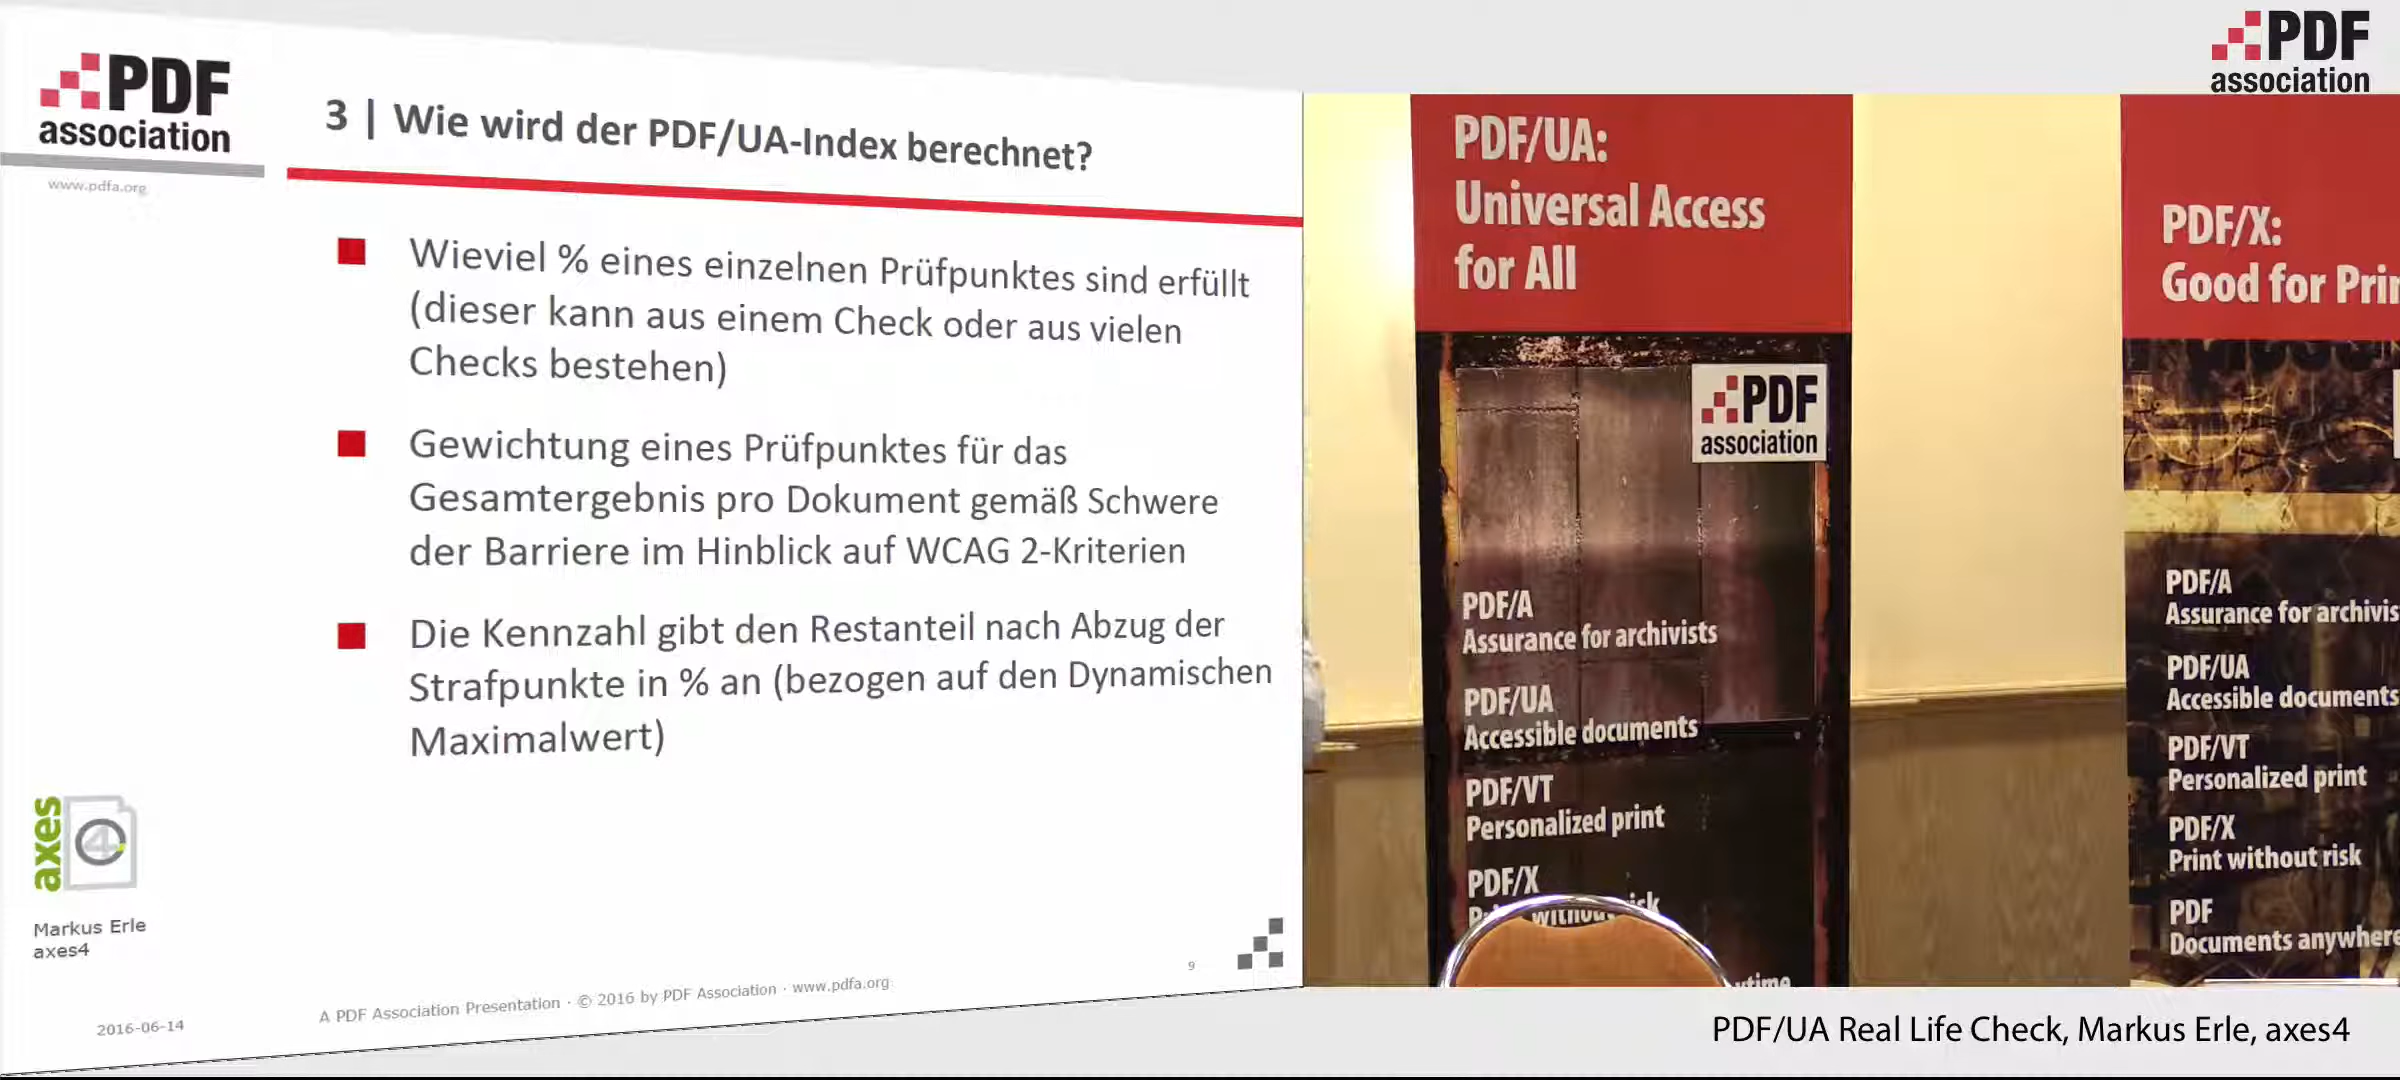 PDF
association
www.pdfa.org
3 | Wie wird der PDF/UA-Index berechnet?
Wieviel % eines einzelnen Prüfpunktes sind erfüllt
(dieser kann aus einem Check oder aus vielen
Checks bestehen)
Gewichtung eines Prüfpunktes für das
Gesamtergebnis pro Dokument gemäß Schwere
der Barriere im Hinblick auf WCAG 2-Kriterien
Die Kennzahl gibt den Restanteil nach Abzug der
Strafpunkte in % an (bezogen auf den Dynamischen
Maximalwert)
axes
4
Markus Erle
axes4
2016-06-14
A PDF Association Presentation · © 2016 by PDF Association · www.pdfa.org
9
PDF/UA:
Universal Access
for All
PDF
association
PDF/A
Assurance for archivists
PDF/UA
Accessible documents
PDF/VT
Personalized print
PDF/X
without
PDF
association
PDF/X:
Good for
PDF/A
Assurance for
PDF/UA
Accessible documents
PDF/VT
Personalized print
PDF/X
Print without risk
PDF
Documents anywhere
PDF/UA Real Life Check, Markus Erle, axes4